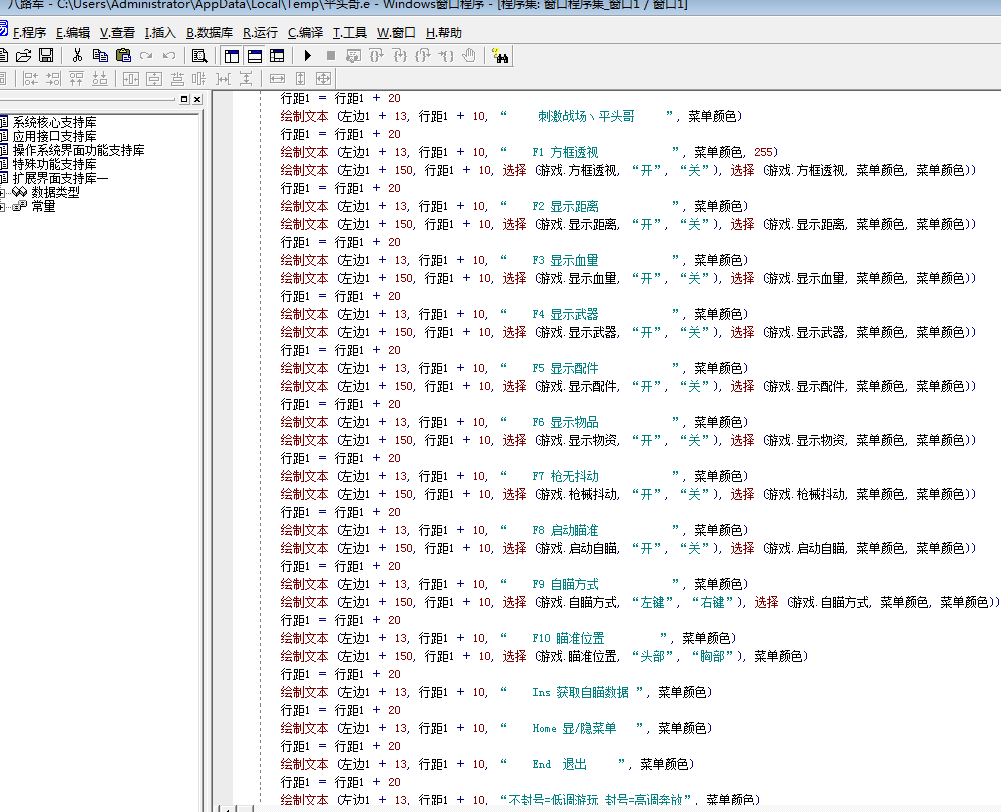 八路军 - C:\Users\Administrator\AppData\Local\Temp\平头哥.e - Windows窗口程序 - [程序集: 窗口程序集_窗口1 / 窗口1]
F.程序 E.编辑 V.查看 I.插入 B.数据库 R.运行 C.编译 T.工具 W.窗口 H.帮助
系统核心支持库
应用接口支持库
操作系统界面功能支持库
特殊功能支持库
扩展界面支持库一
数据类型
常量
行距1 = 行距1 + 20
绘制文本 (左边1 + 13, 行距1 + 10, “    刺激战场丶平头哥    ”, 菜单颜色)
行距1 = 行距1 + 20
绘制文本 (左边1 + 13, 行距1 + 10, “    F1 方框透视          ”, 菜单颜色, 255)
绘制文本 (左边1 + 150, 行距1 + 10, 选择 (游戏.方框透视, “开”, “关”), 选择 (游戏.方框透视, 菜单颜色, 菜单颜色))
行距1 = 行距1 + 20
绘制文本 (左边1 + 13, 行距1 + 10, “    F2 显示距离          ”, 菜单颜色)
绘制文本 (左边1 + 150, 行距1 + 10, 选择 (游戏.显示距离, “开”, “关”), 选择 (游戏.显示距离, 菜单颜色, 菜单颜色))
行距1 = 行距1 + 20
绘制文本 (左边1 + 13, 行距1 + 10, “    F3 显示血量          ”, 菜单颜色)
绘制文本 (左边1 + 150, 行距1 + 10, 选择 (游戏.显示血量, “开”, “关”), 选择 (游戏.显示血量, 菜单颜色, 菜单颜色))
行距1 = 行距1 + 20
绘制文本 (左边1 + 13, 行距1 + 10, “    F4 显示武器          ”, 菜单颜色)
绘制文本 (左边1 + 150, 行距1 + 10, 选择 (游戏.显示武器, “开”, “关”), 选择 (游戏.显示武器, 菜单颜色, 菜单颜色))
行距1 = 行距1 + 20
绘制文本 (左边1 + 13, 行距1 + 10, “    F5 显示配件          ”, 菜单颜色)
绘制文本 (左边1 + 150, 行距1 + 10, 选择 (游戏.显示配件, “开”, “关”), 选择 (游戏.显示配件, 菜单颜色, 菜单颜色))
行距1 = 行距1 + 20
绘制文本 (左边1 + 13, 行距1 + 10, “    F6 显示物品          ”, 菜单颜色)
绘制文本 (左边1 + 150, 行距1 + 10, 选择 (游戏.显示物资, “开”, “关”), 选择 (游戏.显示物资, 菜单颜色, 菜单颜色))
行距1 = 行距1 + 20
绘制文本 (左边1 + 13, 行距1 + 10, “    F7 枪无抖动          ”, 菜单颜色)
绘制文本 (左边1 + 150, 行距1 + 10, 选择 (游戏.枪械抖动, “开”, “关”), 选择 (游戏.枪械抖动, 菜单颜色, 菜单颜色))
行距1 = 行距1 + 20
绘制文本 (左边1 + 13, 行距1 + 10, “    F8 启动瞄准          ”, 菜单颜色)
绘制文本 (左边1 + 150, 行距1 + 10, 选择 (游戏.启动自瞄, “开”, “关”), 选择 (游戏.启动自瞄, 菜单颜色, 菜单颜色))
行距1 = 行距1 + 20
绘制文本 (左边1 + 13, 行距1 + 10, “    F9 自瞄方式          ”, 菜单颜色)
绘制文本 (左边1 + 150, 行距1 + 10, 选择 (游戏.自瞄方式, “左键”, “右键”), 选择 (游戏.自瞄方式, 菜单颜色, 菜单颜色))
行距1 = 行距1 + 20
绘制文本 (左边1 + 13, 行距1 + 10, “    F10 瞄准位置       ”, 菜单颜色)
绘制文本 (左边1 + 150, 行距1 + 10, 选择 (游戏.瞄准位置, “头部”, “胸部”), 菜单颜色)
行距1 = 行距1 + 20
绘制文本 (左边1 + 13, 行距1 + 10, “    Ins 获取自瞄数据 ”, 菜单颜色)
行距1 = 行距1 + 20
绘制文本 (左边1 + 13, 行距1 + 10, “    Home 显/隐菜单   ”, 菜单颜色)
行距1 = 行距1 + 20
绘制文本 (左边1 + 13, 行距1 + 10, “    End  退出     ”, 菜单颜色)
行距1 = 行距1 + 20
绘制文本 (左边1 + 13, 行距1 + 10, “不封号=低调游玩 封号=高调奔放”, 菜单颜色)